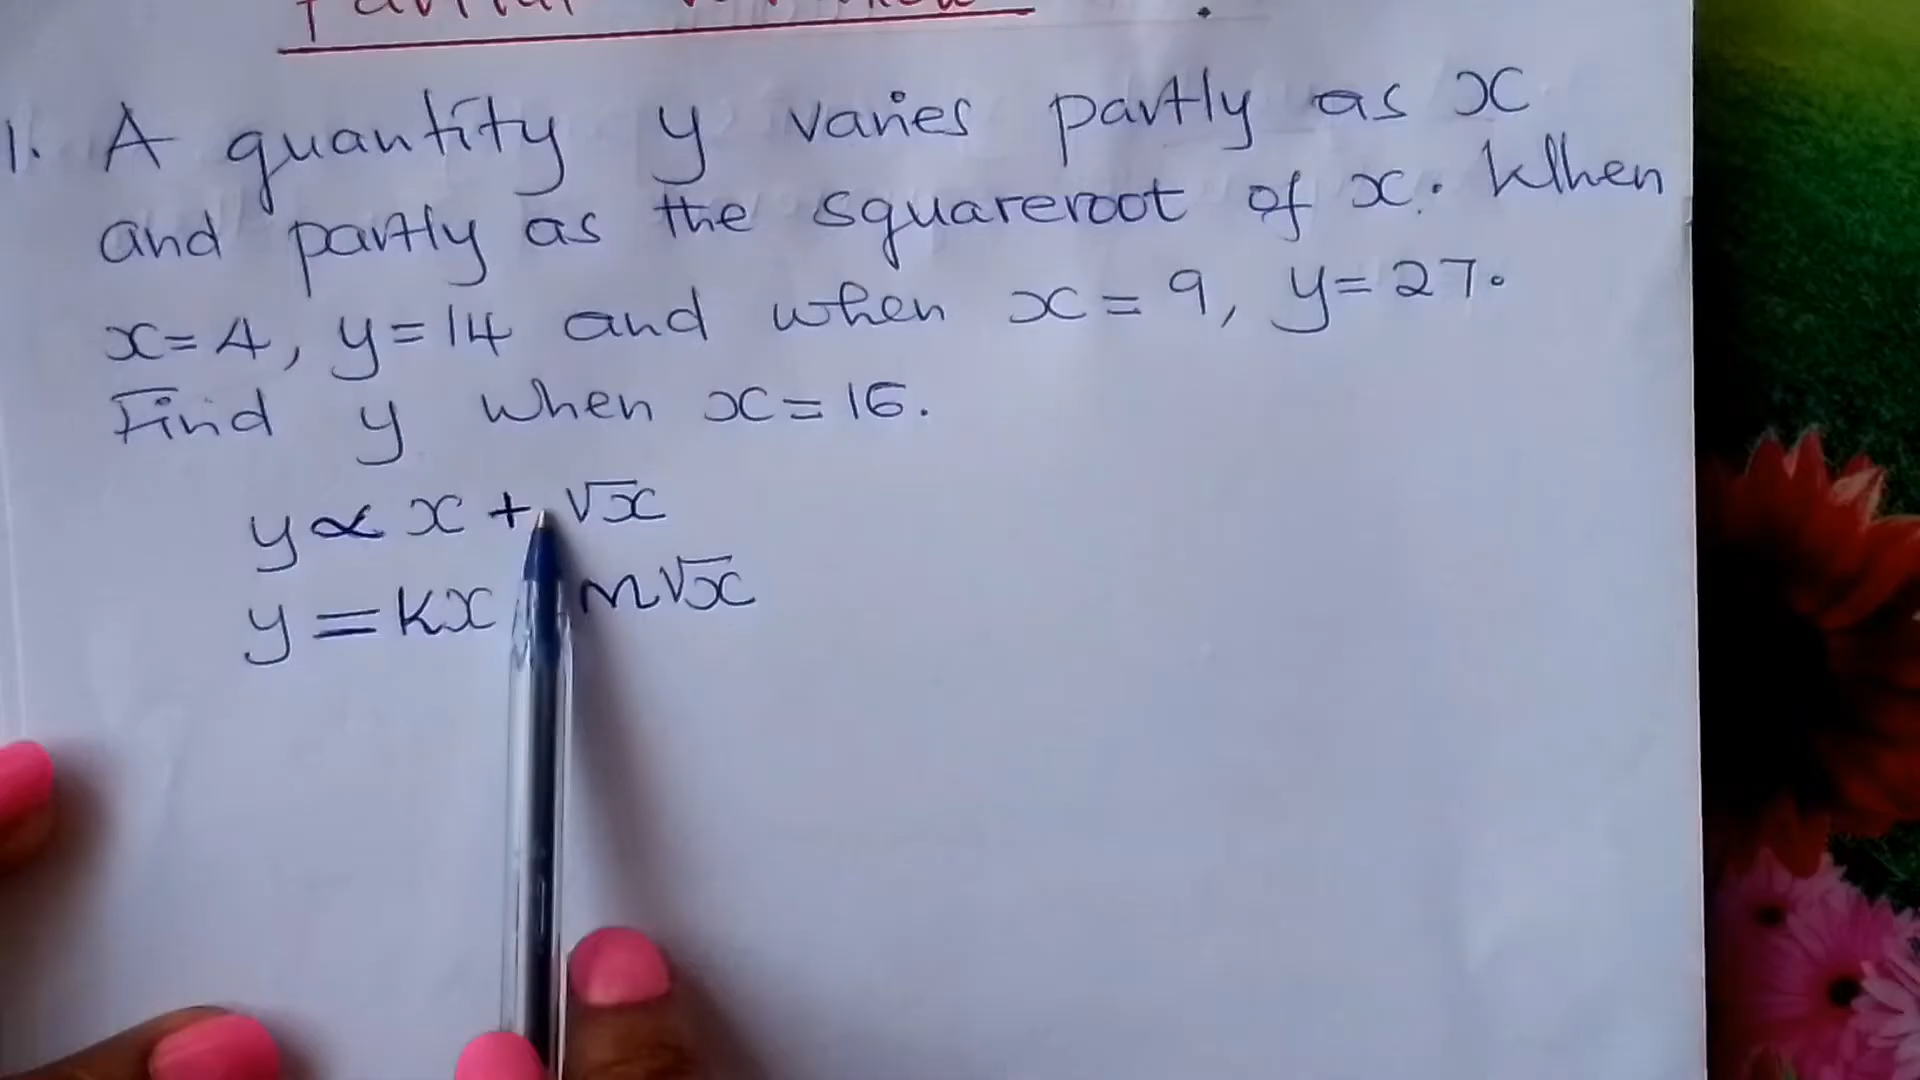 1. A quantity y varies partly as x
and partly as the squareroot of x. When
x=4, y=14 and when x=9, y=27.
Find y when x=16.
y∝x+√x
y=kx m√x